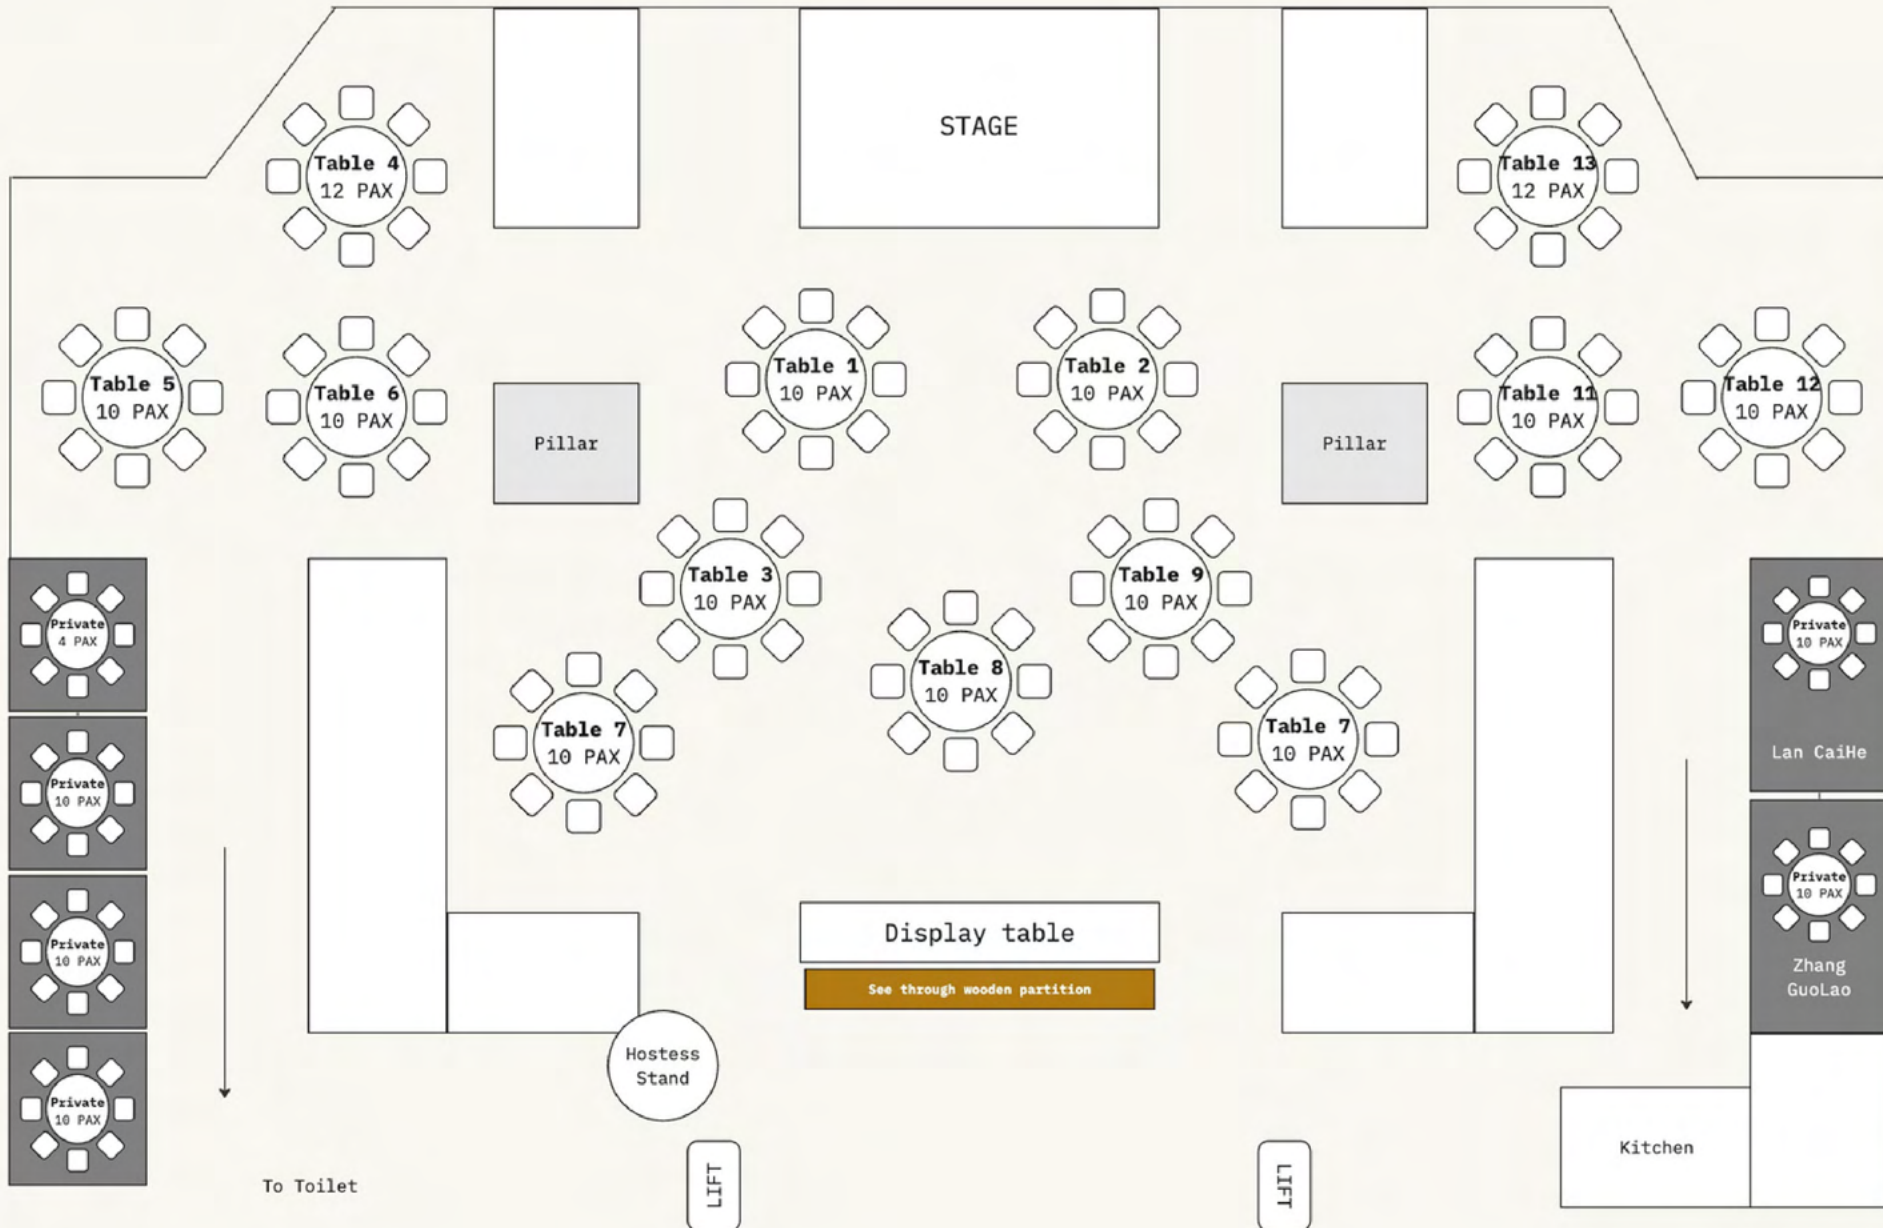 STAGE
Table 4
12 PAX
Table 13
12 PAX
Table 5
10 PAX
Table 6
10 PAX
Table 1
10 PAX
Table 2
10 PAX
Table 11
10 PAX
Table 12
10 PAX
Pillar
Pillar
Table 3
10 PAX
Table 9
10 PAX
Table 8
10 PAX
Table 7
10 PAX
Table 7
10 PAX
Private
4 PAX
Private
10 PAX
Private
10 PAX
Private
10 PAX
Private
10 PAX
Lan CaiHe
Private
10 PAX
Zhang
GuoLao
Display table
See through wooden partition
Hostess
Stand
Kitchen
To Toilet
LIFT
LIFT